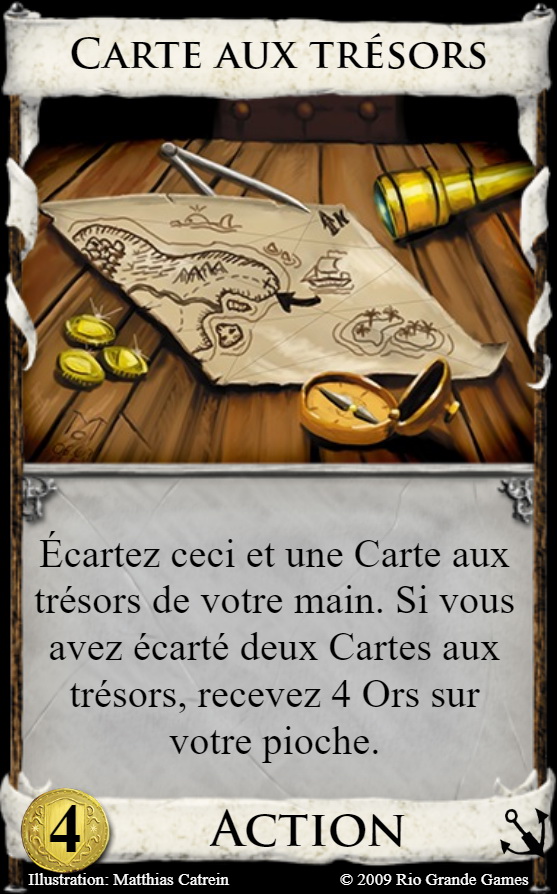 CARTE AUX TRÉSORS
Écartez ceci et une Carte aux
trésors de votre main. Si vous
avez écarté deux Cartes aux
trésors, recevez 4 Ors sur
votre pioche.
4
ACTION
Illustration: Matthias Catrein
© 2009 Rio Grande Games